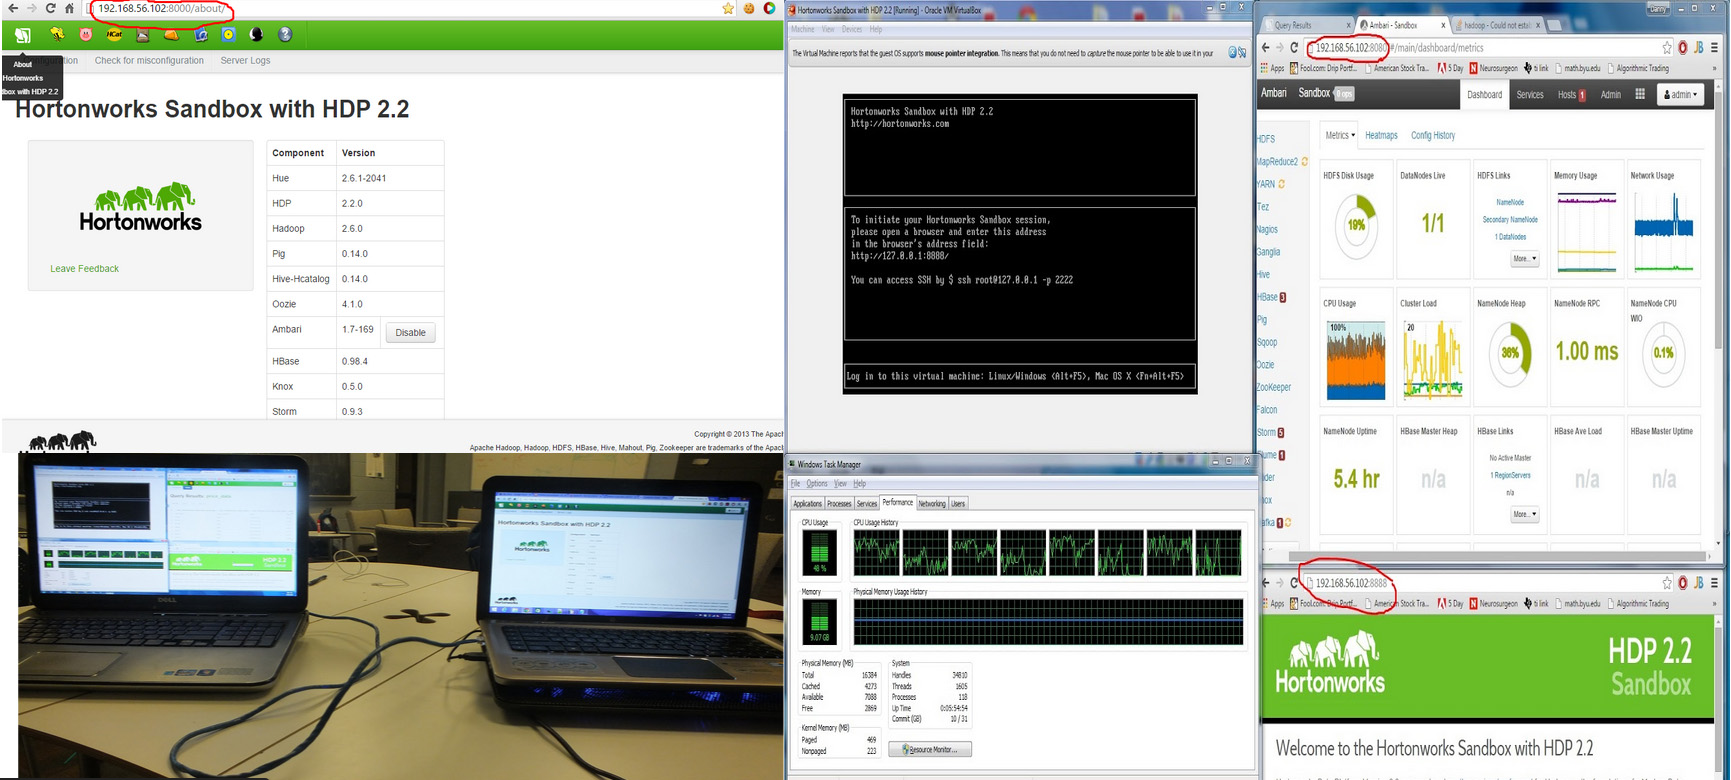 192.168.56.102:8000/about/
HCat
Check for misconfiguration
Server Logs
About
Hortonworks
Hortonworks Sandbox with HDP 2.2
Hortonworks
Leave Feedback
Component Version
Hue 2.6.1-2041
HDP 2.2.0
Hadoop 2.6.0
Pig 0.14.0
Hive-Hcatalog 0.14.0
Oozie 4.1.0
Ambari 1.7-169 Disable
HBase 0.98.4
Knox 0.5.0
Storm 0.9.3
Copyright © 2013 The Apach
Apache Hadoop, Hadoop, HDFS, HBase, Hive, Mahout, Pig, Zookeeper are trademarks of the Apach
Hortonworks Sandbox with HDP 2.2 [Running] - Oracle VM VirtualBox
Machine View Devices Help
The Virtual Machine reports that the guest OS supports mouse pointer integration. This means that you do not need to capture the mouse pointer to be able to use it in your
Hortonworks Sandbox with HDP 2.2
http://hortonworks.com
To initiate your Hortonworks Sandbox session,
please open a browser and enter this address
in the browser's address field:
http://127.0.0.1:8888/
You can access SSH by $ ssh root@127.0.0.1 -p 2222
Log in to this virtual machine: Linux/Windows <Alt+F5>, Mac OS X <Fn+Alt+F5>
Danny
Query Results
Ambari - Sandbox
hadoop - Could not estal
192.168.56.102:8080/#/main/dashboard/metrics
Apps Fool.com: Drip Portf... American Stock Tra... 5 Day Neurosurgeon ti link math.byu.edu Algorithmic Trading »
Ambari Sandbox 0 ops Dashboard Services Hosts 1 Admin admin
HDFS
MapReduce2
YARN
Tez
Nagios
Ganglia
Hive
HBase 3
Pig
Sqoop
Oozie
ZooKeeper
Falcon
Storm 5
Metrics Heatmaps Config History
HDFS Disk Usage
19%
DataNodes Live
1/1
HDFS Links
NameNode
Secondary NameNode
1 DataNodes
More...
Memory Usage
Network Usage
CPU Usage
100%
Cluster Load
20
NameNode Heap
36%
NameNode RPC
1.00 ms
NameNode CPU WIO
0.1%
NameNode Uptime
5.4 hr
HBase Master Heap
n/a
HBase Links
No Active Master
1 RegionServers
n/a
More...
HBase Ave Load
n/a
HBase Master Uptime
n/a
Hortonworks Sandbox with HDP 2.2
Hortonworks
HDP 2.2
Sandbox
DELL
Windows Task Manager
File Options View Help
Applications Processes Services Performance Networking Users
CPU Usage
48 %
CPU Usage History
Memory
9.07 GB
Physical Memory Usage History
Physical Memory (MB)
Total 16384
Cached 4273
Available 7088
Free 2869
Kernel Memory (MB)
Paged 469
Nonpaged 223
System
Handles 34810
Threads 1605
Processes 118
Up Time 0:05:54:54
Commit (GB) 10 / 31
Resource Monitor...
192.168.56.102:8888
Apps Fool.com: Drip Portf... American Stock Tra... 5 Day Neurosurgeon ti link math.byu.edu Algorithmic Trading »
Hortonworks
HDP 2.2
Sandbox
Welcome to the Hortonworks Sandbox with HDP 2.2